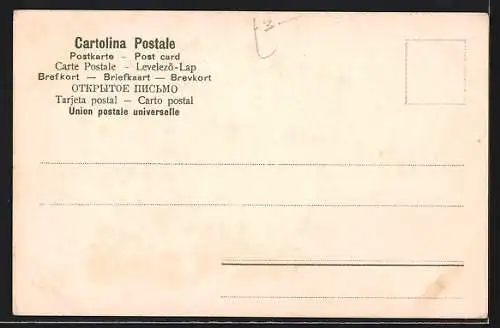 Cartolina Postale
Postkarte – Post card
Carte Postale – Levelezō-Lap
Brefkort — Briefkaart — Brevkort
ОТКРЫТОЕ ПИСЬМО
Tarjeta postal — Carto postal
Union postale universelle